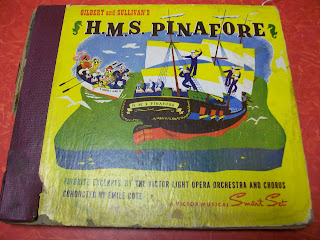 GILBERT and SULLIVAN'S
H.M.S. PINAFORE
H.M.S. PINAFORE
FAVORITE EXCERPTS BY THE VICTOR LIGHT OPERA ORCHESTRA AND CHORUS
CONDUCTED BY EMILE COTE
A VICTOR MUSICAL Smart Set